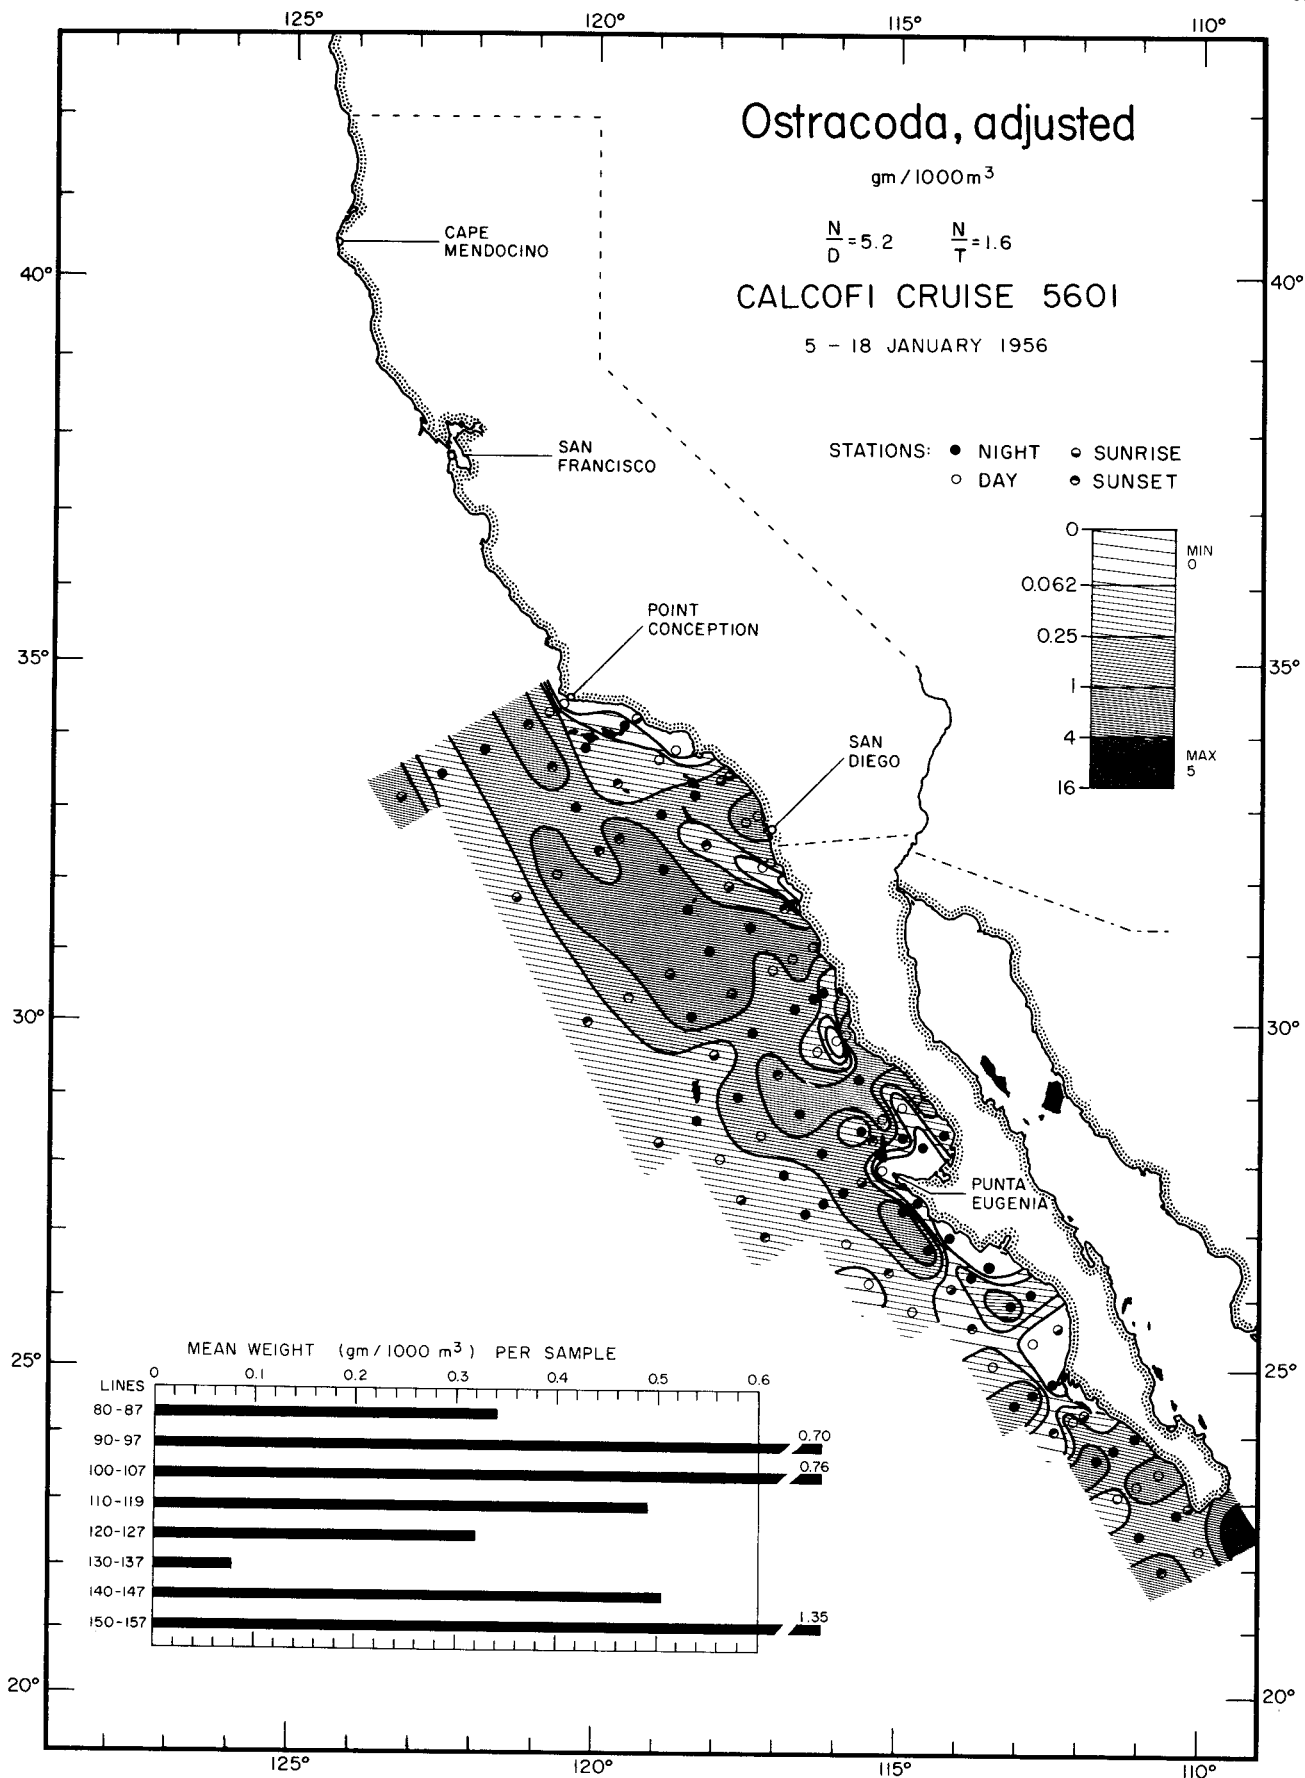 125° 120° 115° 110°
Ostracoda, adjusted
gm/1000m³
N/D = 5.2 N/T = 1.6
CALCOFI CRUISE 5601
5 – 18 JANUARY 1956
STATIONS: ● NIGHT SUNRISE
○ DAY SUNSET
0
0.062
0.25
1
4
16
MIN
0
MAX
5
CAPE
MENDOCINO
40° 40°
SAN
FRANCISCO
POINT
CONCEPTION
35° 35°
SAN
DIEGO
30° 30°
PUNTA
EUGENIA
25° 25°
MEAN WEIGHT (gm/1000 m³) PER SAMPLE
LINES 0 0.1 0.2 0.3 0.4 0.5 0.6
80-87
90-97 0.70
100-107 0.76
110-119
120-127
130-137
140-147
150-157 1.35
20° 20°
125° 120° 115° 110°